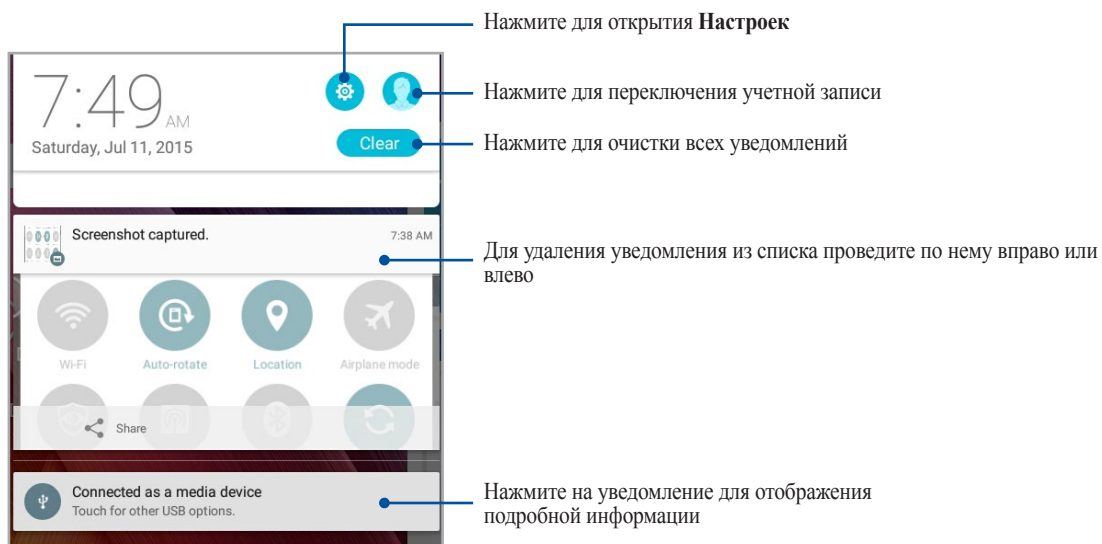 Нажмите для открытия Настроек
7:49 AM
Нажмите для переключения учетной записи
Saturday, Jul 11, 2015
Clear
Нажмите для очистки всех уведомлений
Screenshot captured.
7:38 AM
Для удаления уведомления из списка проведите по нему вправо или
влево
Wi-Fi
Auto-rotate
Location
Airplane mode
Share
Connected as a media device
Touch for other USB options.
Нажмите на уведомление для отображения
подробной информации